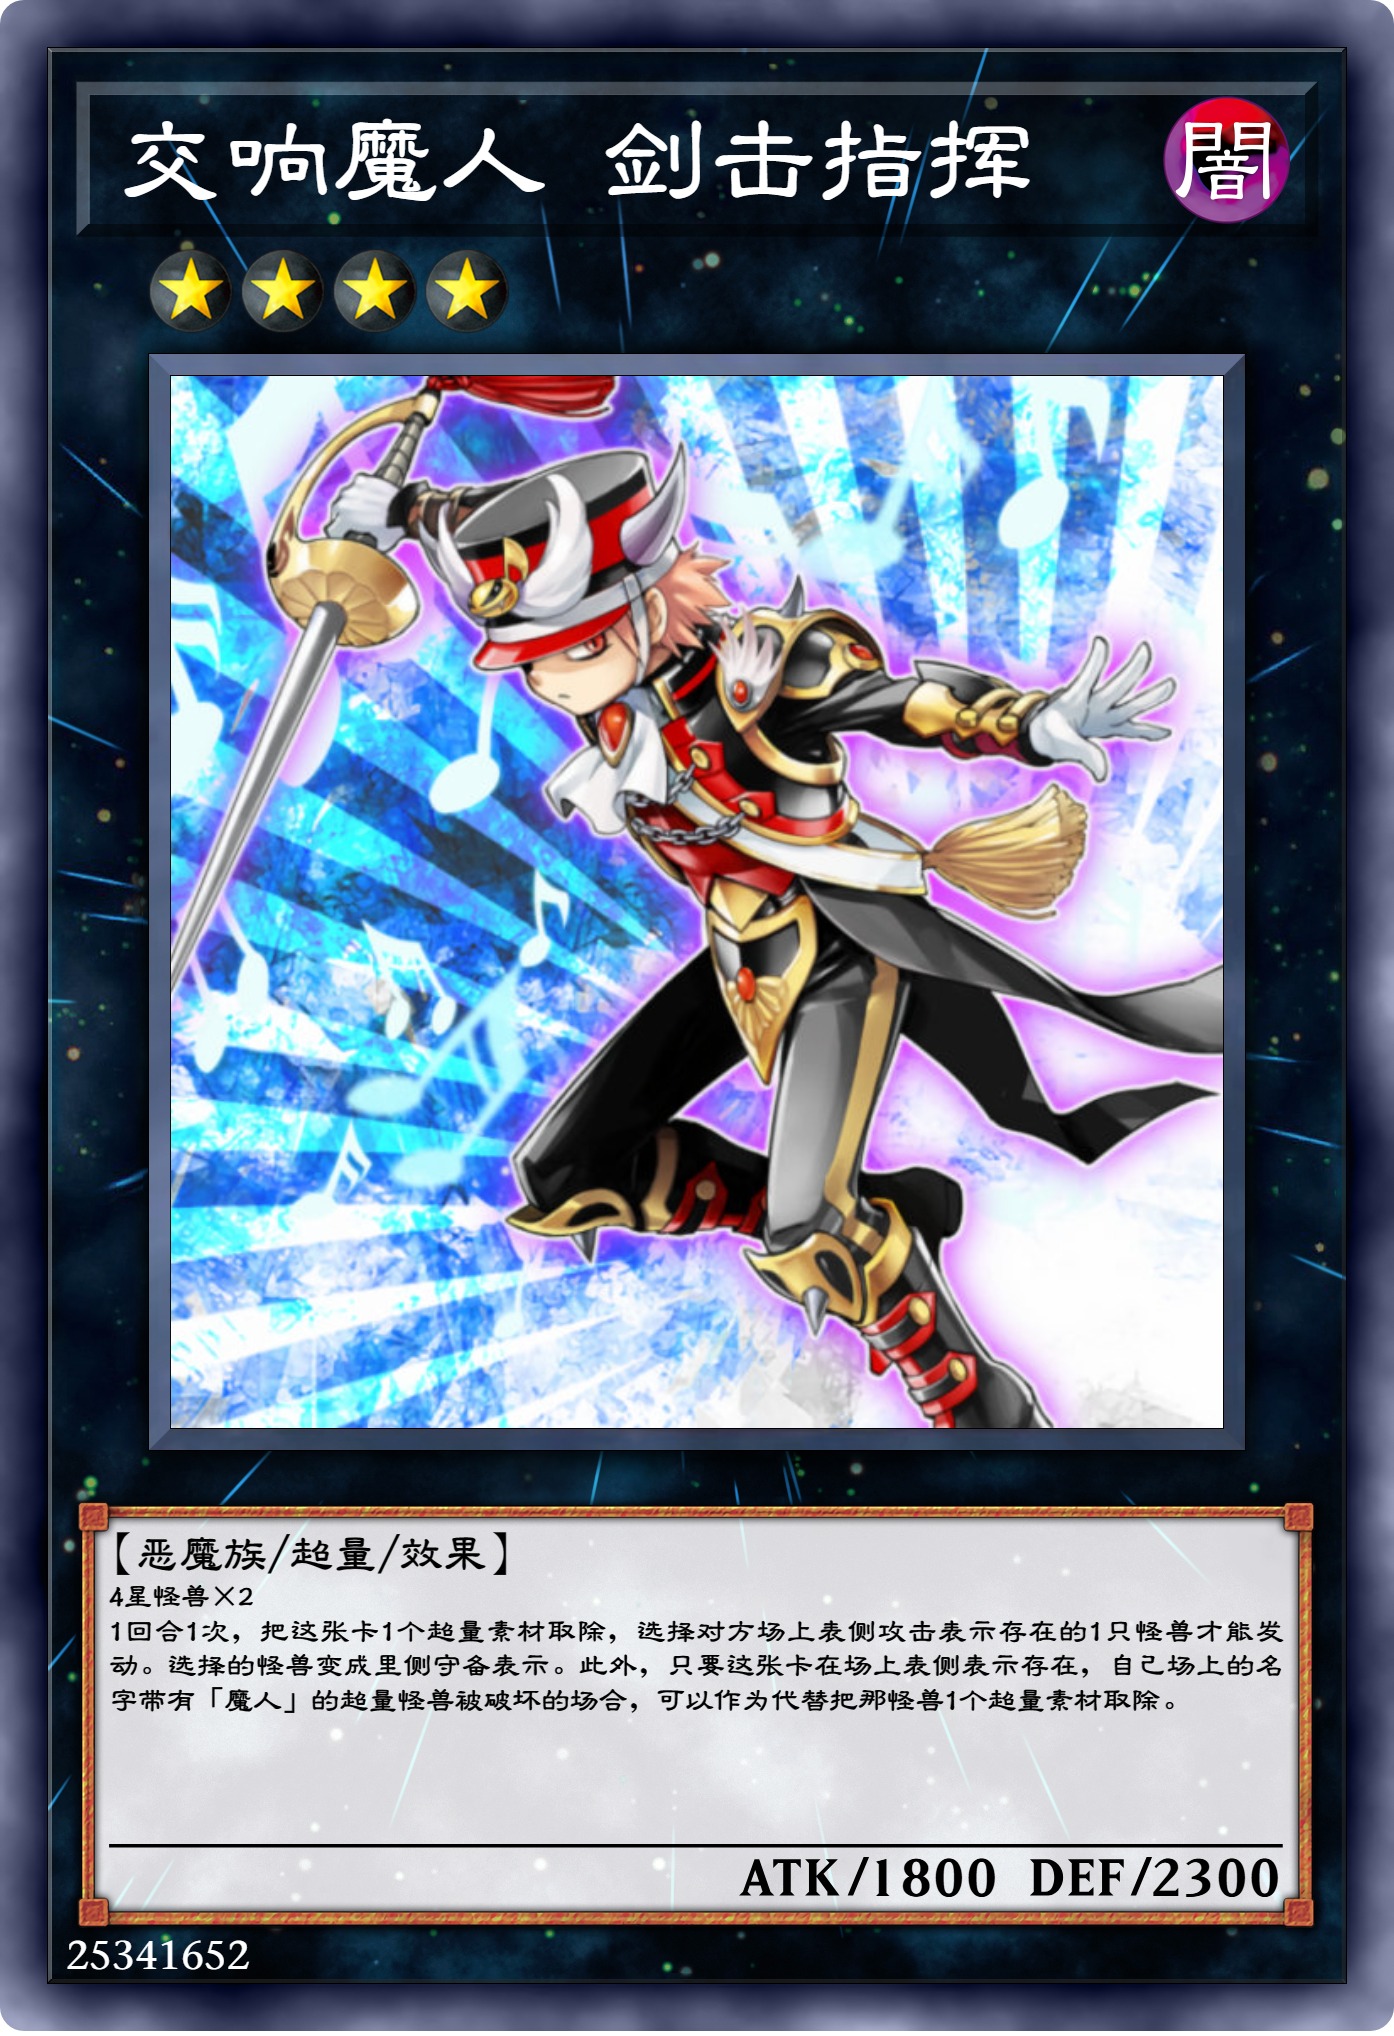 交响魔人 剑击指挥
闇
【恶魔族/超量/效果】
4星怪兽×2
1回合1次，把这张卡1个超量素材取除，选择对方场上表侧攻击表示存在的1只怪兽才能发
动。选择的怪兽变成里侧守备表示。此外，只要这张卡在场上表侧表示存在，自己场上的名
字带有「魔人」的超量怪兽被破坏的场合，可以作为代替把那怪兽1个超量素材取除。
ATK/1800 DEF/2300
25341652